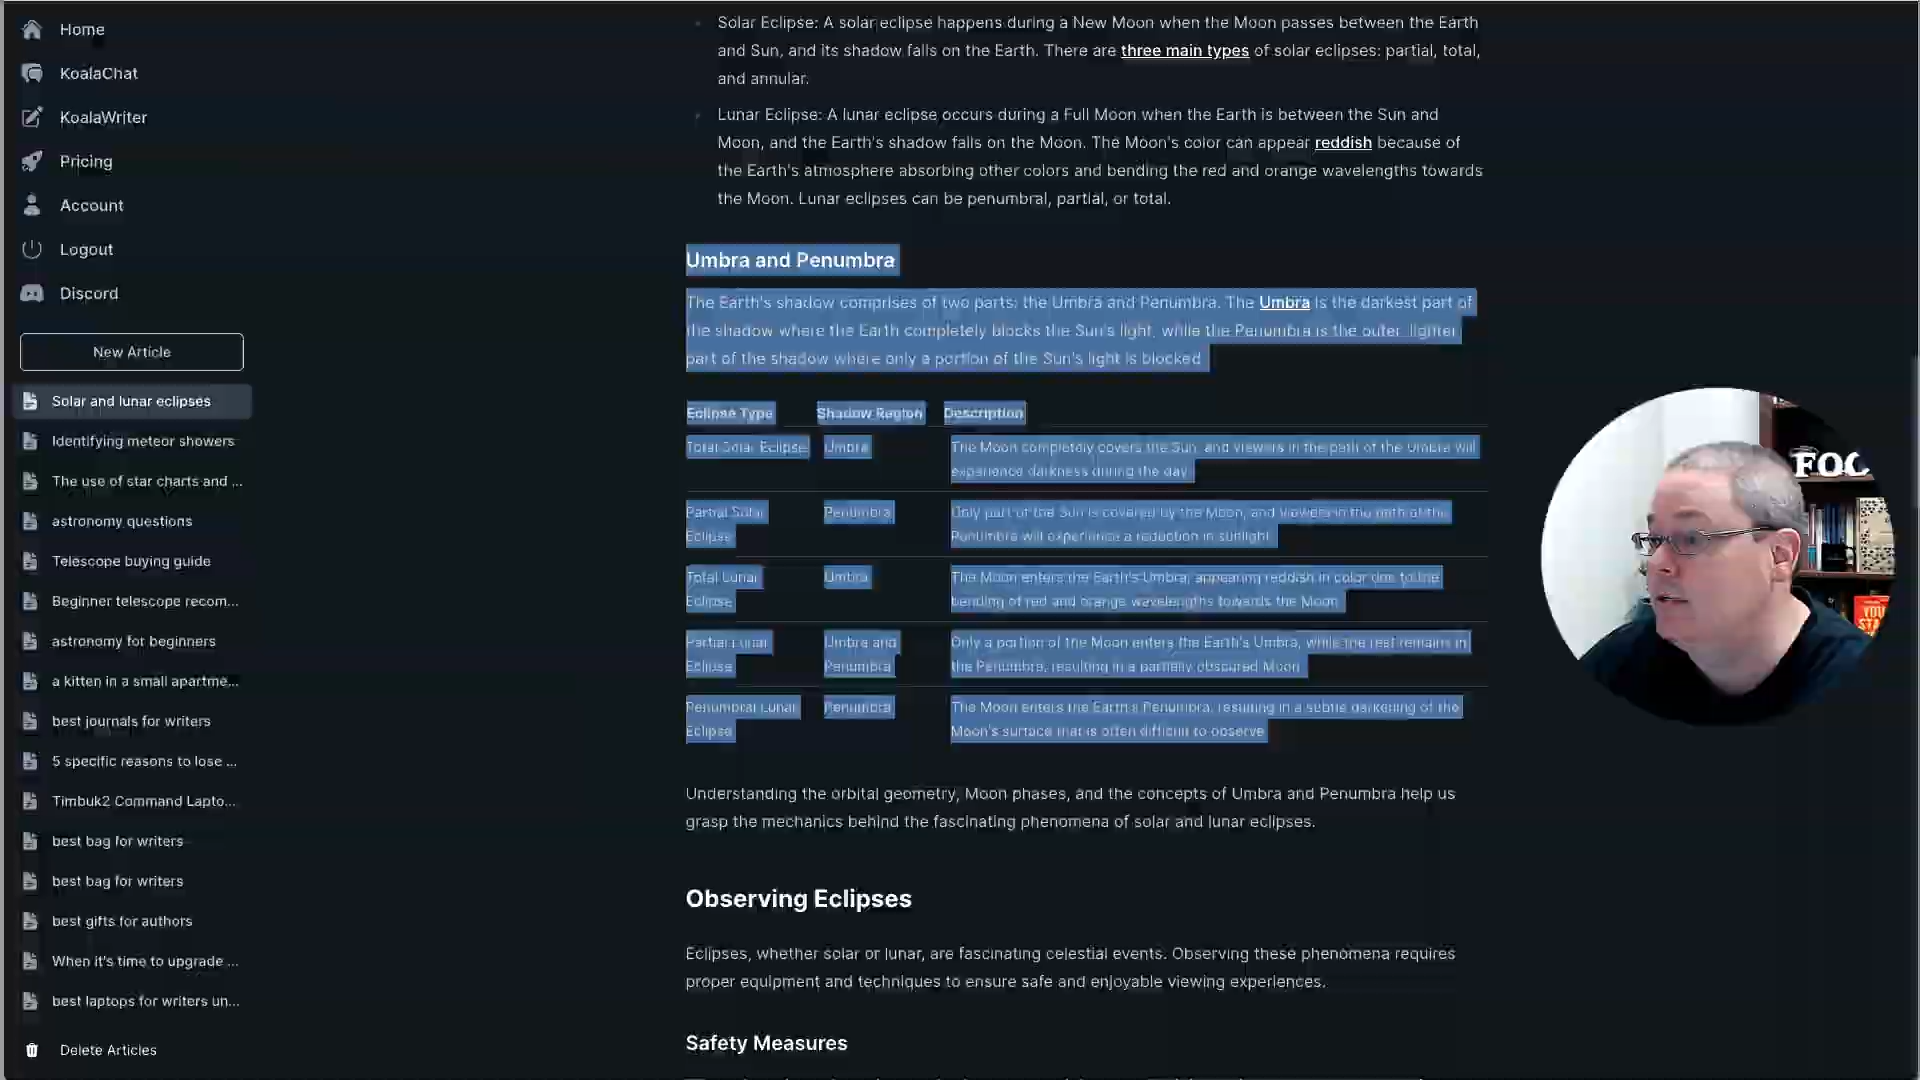 Home
KoalaChat
KoalaWriter
Pricing
Account
Logout
Discord
New Article
Solar and lunar eclipses
Identifying meteor showers
The use of star charts and ...
astronomy questions
Telescope buying guide
Beginner telescope recom...
astronomy for beginners
a kitten in a small apartme...
best journals for writers
5 specific reasons to lose ...
Timbuk2 Command Lapto...
best bag for writers
best bag for writers
best gifts for authors
When it's time to upgrade ...
best laptops for writers un...
Delete Articles
Solar Eclipse: A solar eclipse happens during a New Moon when the Moon passes between the Earth
and Sun, and its shadow falls on the Earth. There are three main types of solar eclipses: partial, total,
and annular.
Lunar Eclipse: A lunar eclipse occurs during a Full Moon when the Earth is between the Sun and
Moon, and the Earth's shadow falls on the Moon. The Moon's color can appear reddish because of
the Earth's atmosphere absorbing other colors and bending the red and orange wavelengths towards
the Moon. Lunar eclipses can be penumbral, partial, or total.
Umbra and Penumbra
The Earth's shadow comprises of two parts: the Umbra and Penumbra. The Umbra is the darkest part of
the shadow where the Earth completely blocks the Sun's light, while the Penumbra is the outer, lighter
part of the shadow where only a portion of the Sun's light is blocked.
Eclipse Type Shadow Region Description
Total Solar Eclipse Umbra The Moon completely covers the Sun, and viewers in the path of the Umbra will
experience darkness during the day.
Partial Solar Penumbra Only part of the Sun is covered by the Moon, and viewers in the path of the
Eclipse Penumbra will experience a reduction in sunlight.
Total Lunar Umbra The Moon enters the Earth's Umbra, appearing reddish in color due to the
Eclipse bending of red and orange wavelengths towards the Moon.
Partial Lunar Umbra and Only a portion of the Moon enters the Earth's Umbra, while the rest remains in
Eclipse Penumbra the Penumbra, resulting in a partially obscured Moon.
Penumbral Lunar Penumbra The Moon enters the Earth's Penumbra, resulting in a subtle darkening of the
Eclipse Moon's surface that is often difficult to observe.
Understanding the orbital geometry, Moon phases, and the concepts of Umbra and Penumbra help us
grasp the mechanics behind the fascinating phenomena of solar and lunar eclipses.
Observing Eclipses
Eclipses, whether solar or lunar, are fascinating celestial events. Observing these phenomena requires
proper equipment and techniques to ensure safe and enjoyable viewing experiences.
Safety Measures
FOC
YOU